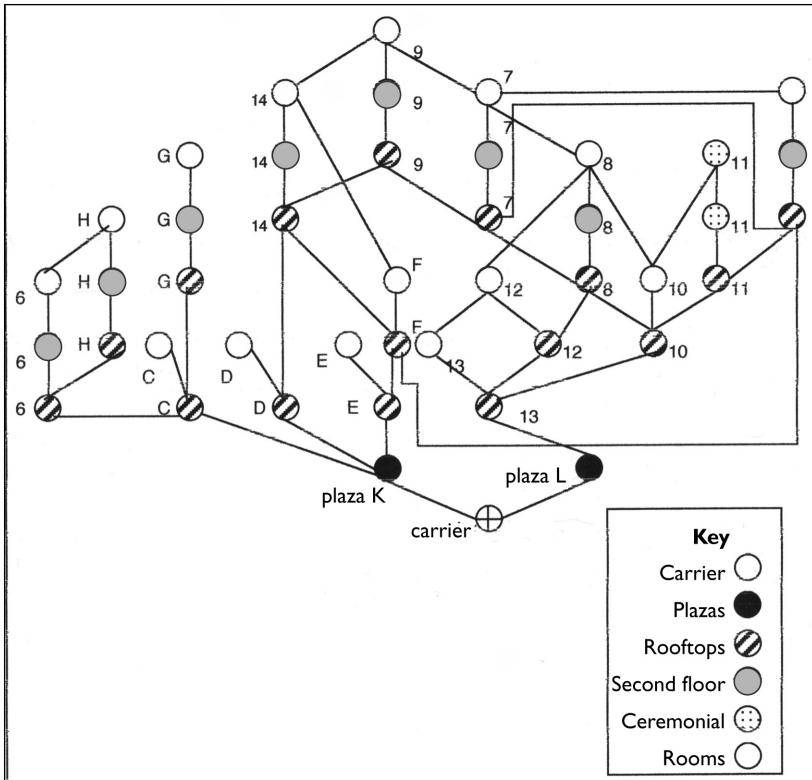 9
7
14
9
7
G
14
9
8
11
H
G
14
7
8
11
6
H
G
F
12
8
10
11
6
H
C
D
E
F
13
12
10
6
C
D
E
13
plaza K
plaza L
carrier
Key
Carrier
Plazas
Rooftops
Second floor
Ceremonial
Rooms